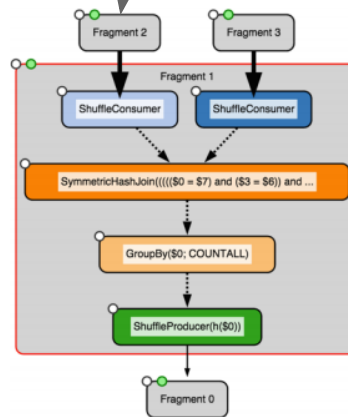 Fragment 2
Fragment 3
Fragment 1
ShuffleConsumer
ShuffleConsumer
SymmetricHashJoin((((($0 = $7) and ($3 = $6)) and ...
GroupBy($0; COUNTALL)
ShuffleProducer(h($0))
Fragment 0